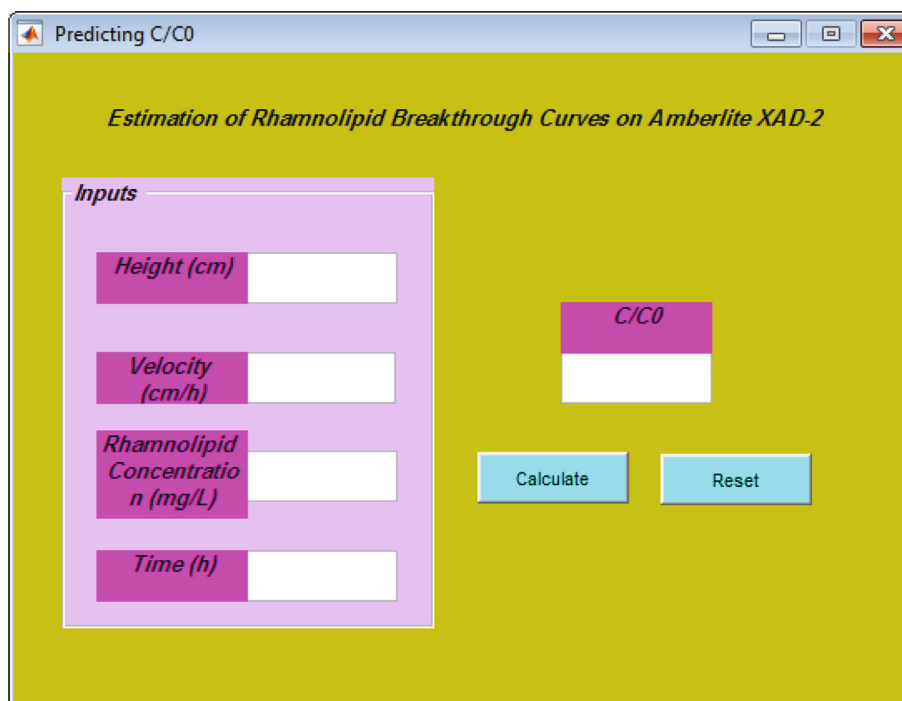 Predicting C/C0
Estimation of Rhamnolipid Breakthrough Curves on Amberlite XAD-2
Inputs
Height (cm)
Velocity
(cm/h)
Rhamnolipid
Concentratio
n (mg/L)
Time (h)
C/C0
Calculate
Reset